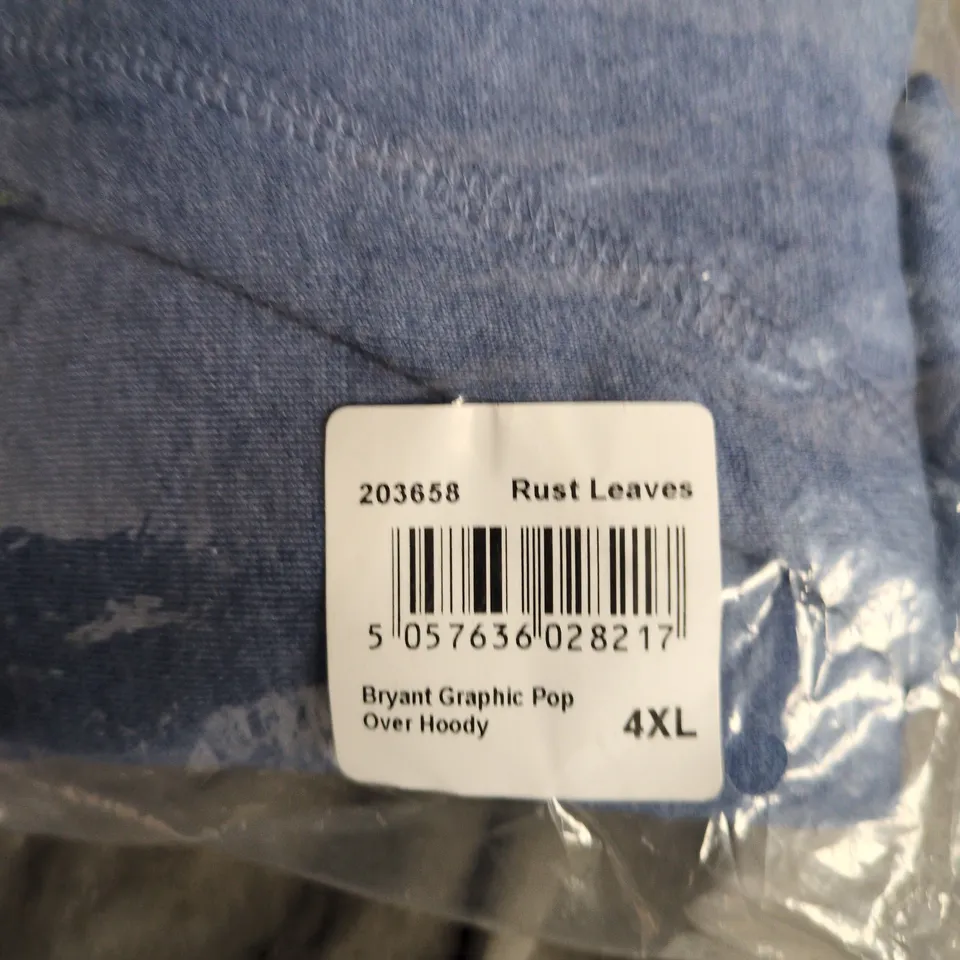 203658 Rust Leaves
5 057636 028217
Bryant Graphic Pop
Over Hoody
4XL